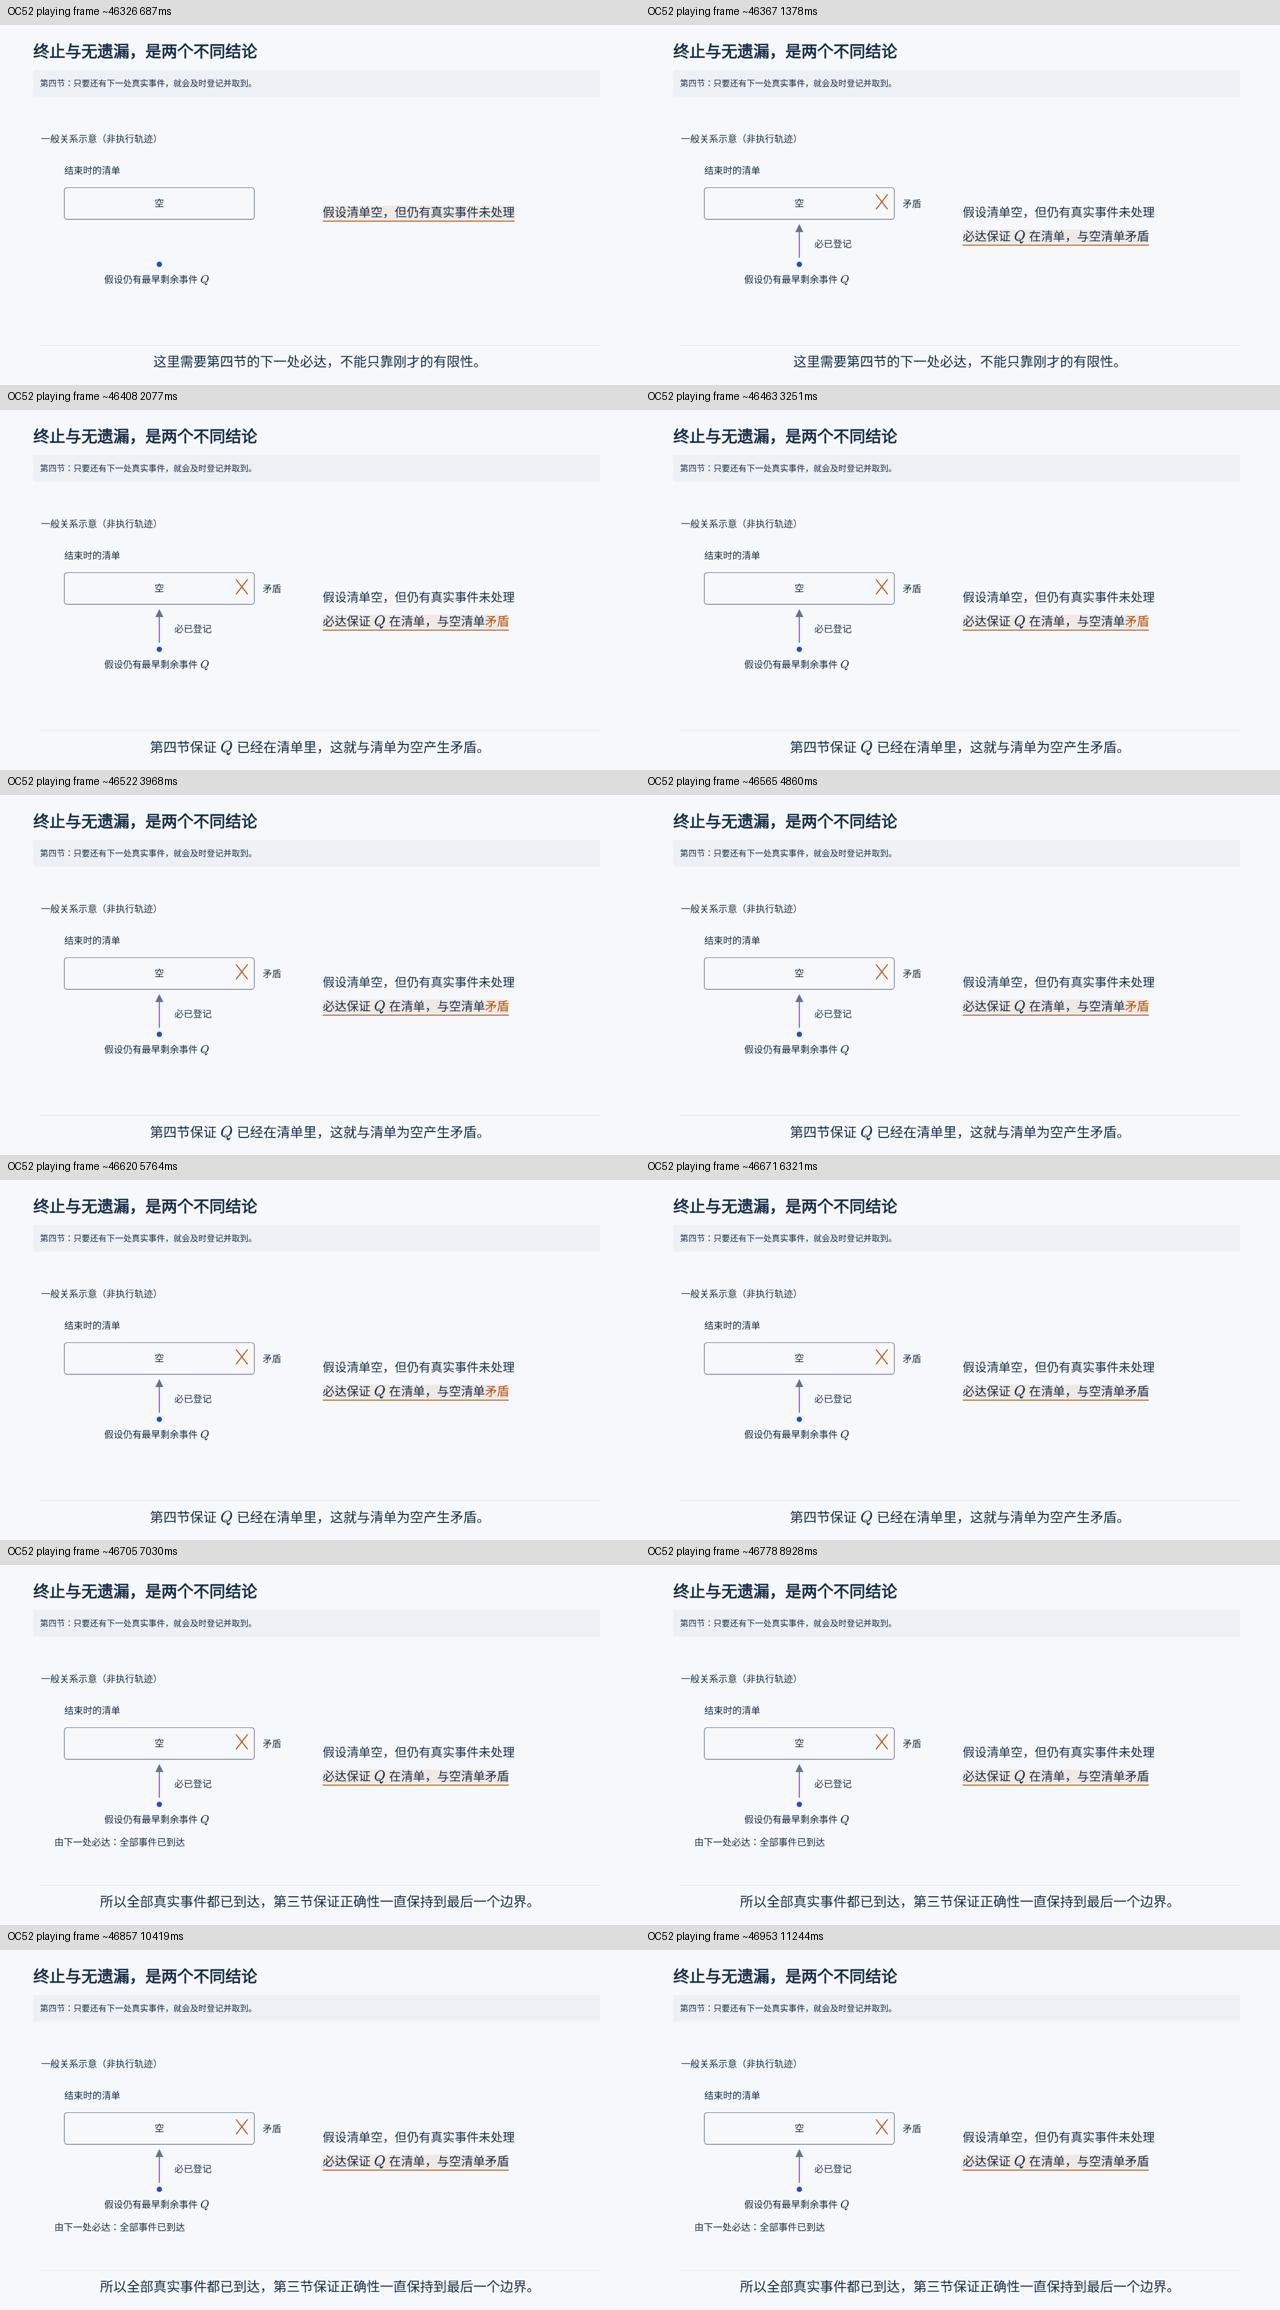 OC52 playing frame ~46326 687ms
终止与无遗漏，是两个不同结论
第四节：只要还有下一处真实事件，就会及时登记并取到。
一般关系示意（非执行轨迹）
结束时的清单
空
假设清单空，但仍有真实事件未处理
假设仍有最早剩余事件 Q
这里需要第四节的下一处必达，不能只靠刚才的有限性。
OC52 playing frame ~46367 1378ms
终止与无遗漏，是两个不同结论
第四节：只要还有下一处真实事件，就会及时登记并取到。
一般关系示意（非执行轨迹）
结束时的清单
空 X 矛盾
假设清单空，但仍有真实事件未处理
必达保证 Q 在清单，与空清单矛盾
必已登记
假设仍有最早剩余事件 Q
这里需要第四节的下一处必达，不能只靠刚才的有限性。
OC52 playing frame ~46408 2077ms
终止与无遗漏，是两个不同结论
第四节：只要还有下一处真实事件，就会及时登记并取到。
一般关系示意（非执行轨迹）
结束时的清单
空 X 矛盾
假设清单空，但仍有真实事件未处理
必达保证 Q 在清单，与空清单矛盾
必已登记
假设仍有最早剩余事件 Q
第四节保证 Q 已经在清单里，这就与清单为空产生矛盾。
OC52 playing frame ~46463 3251ms
终止与无遗漏，是两个不同结论
第四节：只要还有下一处真实事件，就会及时登记并取到。
一般关系示意（非执行轨迹）
结束时的清单
空 X 矛盾
假设清单空，但仍有真实事件未处理
必达保证 Q 在清单，与空清单矛盾
必已登记
假设仍有最早剩余事件 Q
第四节保证 Q 已经在清单里，这就与清单为空产生矛盾。
OC52 playing frame ~46522 3968ms
终止与无遗漏，是两个不同结论
第四节：只要还有下一处真实事件，就会及时登记并取到。
一般关系示意（非执行轨迹）
结束时的清单
空 X 矛盾
假设清单空，但仍有真实事件未处理
必达保证 Q 在清单，与空清单矛盾
必已登记
假设仍有最早剩余事件 Q
第四节保证 Q 已经在清单里，这就与清单为空产生矛盾。
OC52 playing frame ~46565 4860ms
终止与无遗漏，是两个不同结论
第四节：只要还有下一处真实事件，就会及时登记并取到。
一般关系示意（非执行轨迹）
结束时的清单
空 X 矛盾
假设清单空，但仍有真实事件未处理
必达保证 Q 在清单，与空清单矛盾
必已登记
假设仍有最早剩余事件 Q
第四节保证 Q 已经在清单里，这就与清单为空产生矛盾。
OC52 playing frame ~46620 5764ms
终止与无遗漏，是两个不同结论
第四节：只要还有下一处真实事件，就会及时登记并取到。
一般关系示意（非执行轨迹）
结束时的清单
空 X 矛盾
假设清单空，但仍有真实事件未处理
必达保证 Q 在清单，与空清单矛盾
必已登记
假设仍有最早剩余事件 Q
第四节保证 Q 已经在清单里，这就与清单为空产生矛盾。
OC52 playing frame ~46671 6321ms
终止与无遗漏，是两个不同结论
第四节：只要还有下一处真实事件，就会及时登记并取到。
一般关系示意（非执行轨迹）
结束时的清单
空 X 矛盾
假设清单空，但仍有真实事件未处理
必达保证 Q 在清单，与空清单矛盾
必已登记
假设仍有最早剩余事件 Q
第四节保证 Q 已经在清单里，这就与清单为空产生矛盾。
OC52 playing frame ~46705 7030ms
终止与无遗漏，是两个不同结论
第四节：只要还有下一处真实事件，就会及时登记并取到。
一般关系示意（非执行轨迹）
结束时的清单
空 X 矛盾
假设清单空，但仍有真实事件未处理
必达保证 Q 在清单，与空清单矛盾
必已登记
假设仍有最早剩余事件 Q
由下一处必达：全部事件已到达
所以全部真实事件都已到达，第三节保证正确性一直保持到最后一个边界。
OC52 playing frame ~46778 8928ms
终止与无遗漏，是两个不同结论
第四节：只要还有下一处真实事件，就会及时登记并取到。
一般关系示意（非执行轨迹）
结束时的清单
空 X 矛盾
假设清单空，但仍有真实事件未处理
必达保证 Q 在清单，与空清单矛盾
必已登记
假设仍有最早剩余事件 Q
由下一处必达：全部事件已到达
所以全部真实事件都已到达，第三节保证正确性一直保持到最后一个边界。
OC52 playing frame ~46857 10419ms
终止与无遗漏，是两个不同结论
第四节：只要还有下一处真实事件，就会及时登记并取到。
一般关系示意（非执行轨迹）
结束时的清单
空 X 矛盾
假设清单空，但仍有真实事件未处理
必达保证 Q 在清单，与空清单矛盾
必已登记
假设仍有最早剩余事件 Q
由下一处必达：全部事件已到达
所以全部真实事件都已到达，第三节保证正确性一直保持到最后一个边界。
OC52 playing frame ~46953 11244ms
终止与无遗漏，是两个不同结论
第四节：只要还有下一处真实事件，就会及时登记并取到。
一般关系示意（非执行轨迹）
结束时的清单
空 X 矛盾
假设清单空，但仍有真实事件未处理
必达保证 Q 在清单，与空清单矛盾
必已登记
假设仍有最早剩余事件 Q
由下一处必达：全部事件已到达
所以全部真实事件都已到达，第三节保证正确性一直保持到最后一个边界。